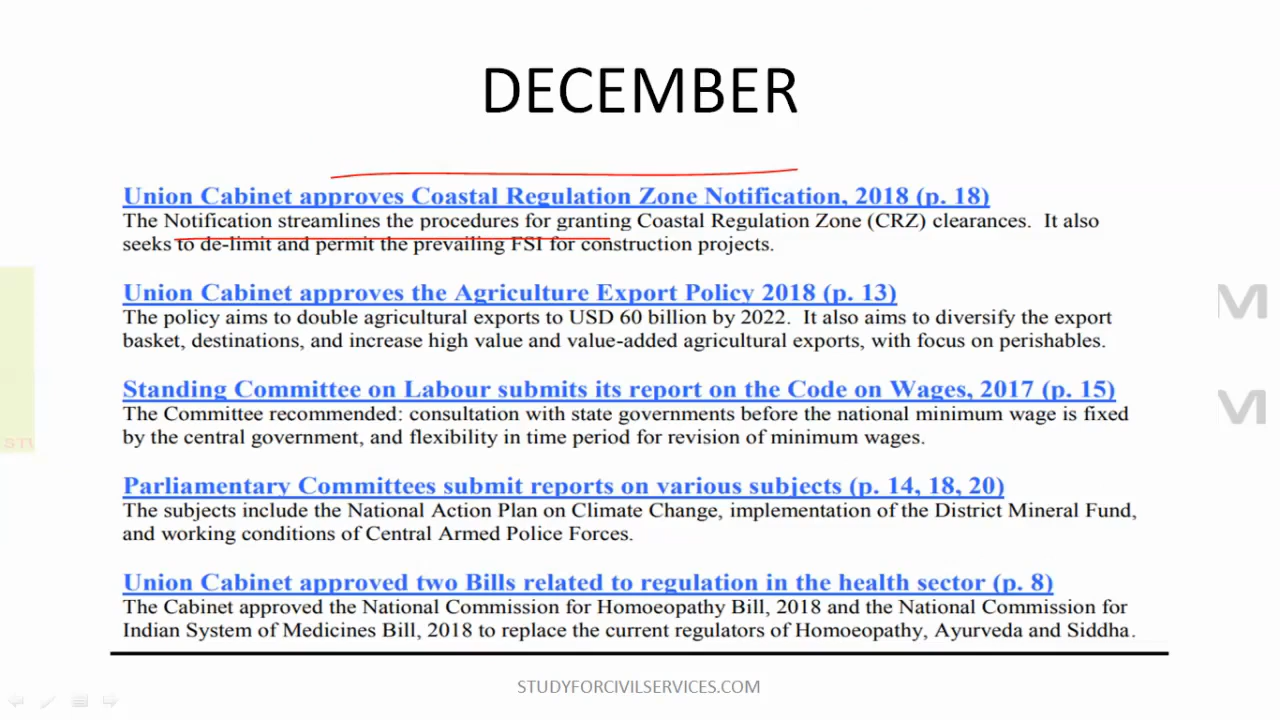 DECEMBER
Union Cabinet approves Coastal Regulation Zone Notification, 2018 (p. 18)
The Notification streamlines the procedures for granting Coastal Regulation Zone (CRZ) clearances. It also
seeks to de-limit and permit the prevailing FSI for construction projects.
Union Cabinet approves the Agriculture Export Policy 2018 (p. 13)
The policy aims to double agricultural exports to USD 60 billion by 2022. It also aims to diversify the export
basket, destinations, and increase high value and value-added agricultural exports, with focus on perishables.
Standing Committee on Labour submits its report on the Code on Wages, 2017 (p. 15)
The Committee recommended: consultation with state governments before the national minimum wage is fixed
by the central government, and flexibility in time period for revision of minimum wages.
Parliamentary Committees submit reports on various subjects (p. 14, 18, 20)
The subjects include the National Action Plan on Climate Change, implementation of the District Mineral Fund,
and working conditions of Central Armed Police Forces.
Union Cabinet approved two Bills related to regulation in the health sector (p. 8)
The Cabinet approved the National Commission for Homoeopathy Bill, 2018 and the National Commission for
Indian System of Medicines Bill, 2018 to replace the current regulators of Homoeopathy, Ayurveda and Siddha.
STUDYFORCIVILSERVICES.COM